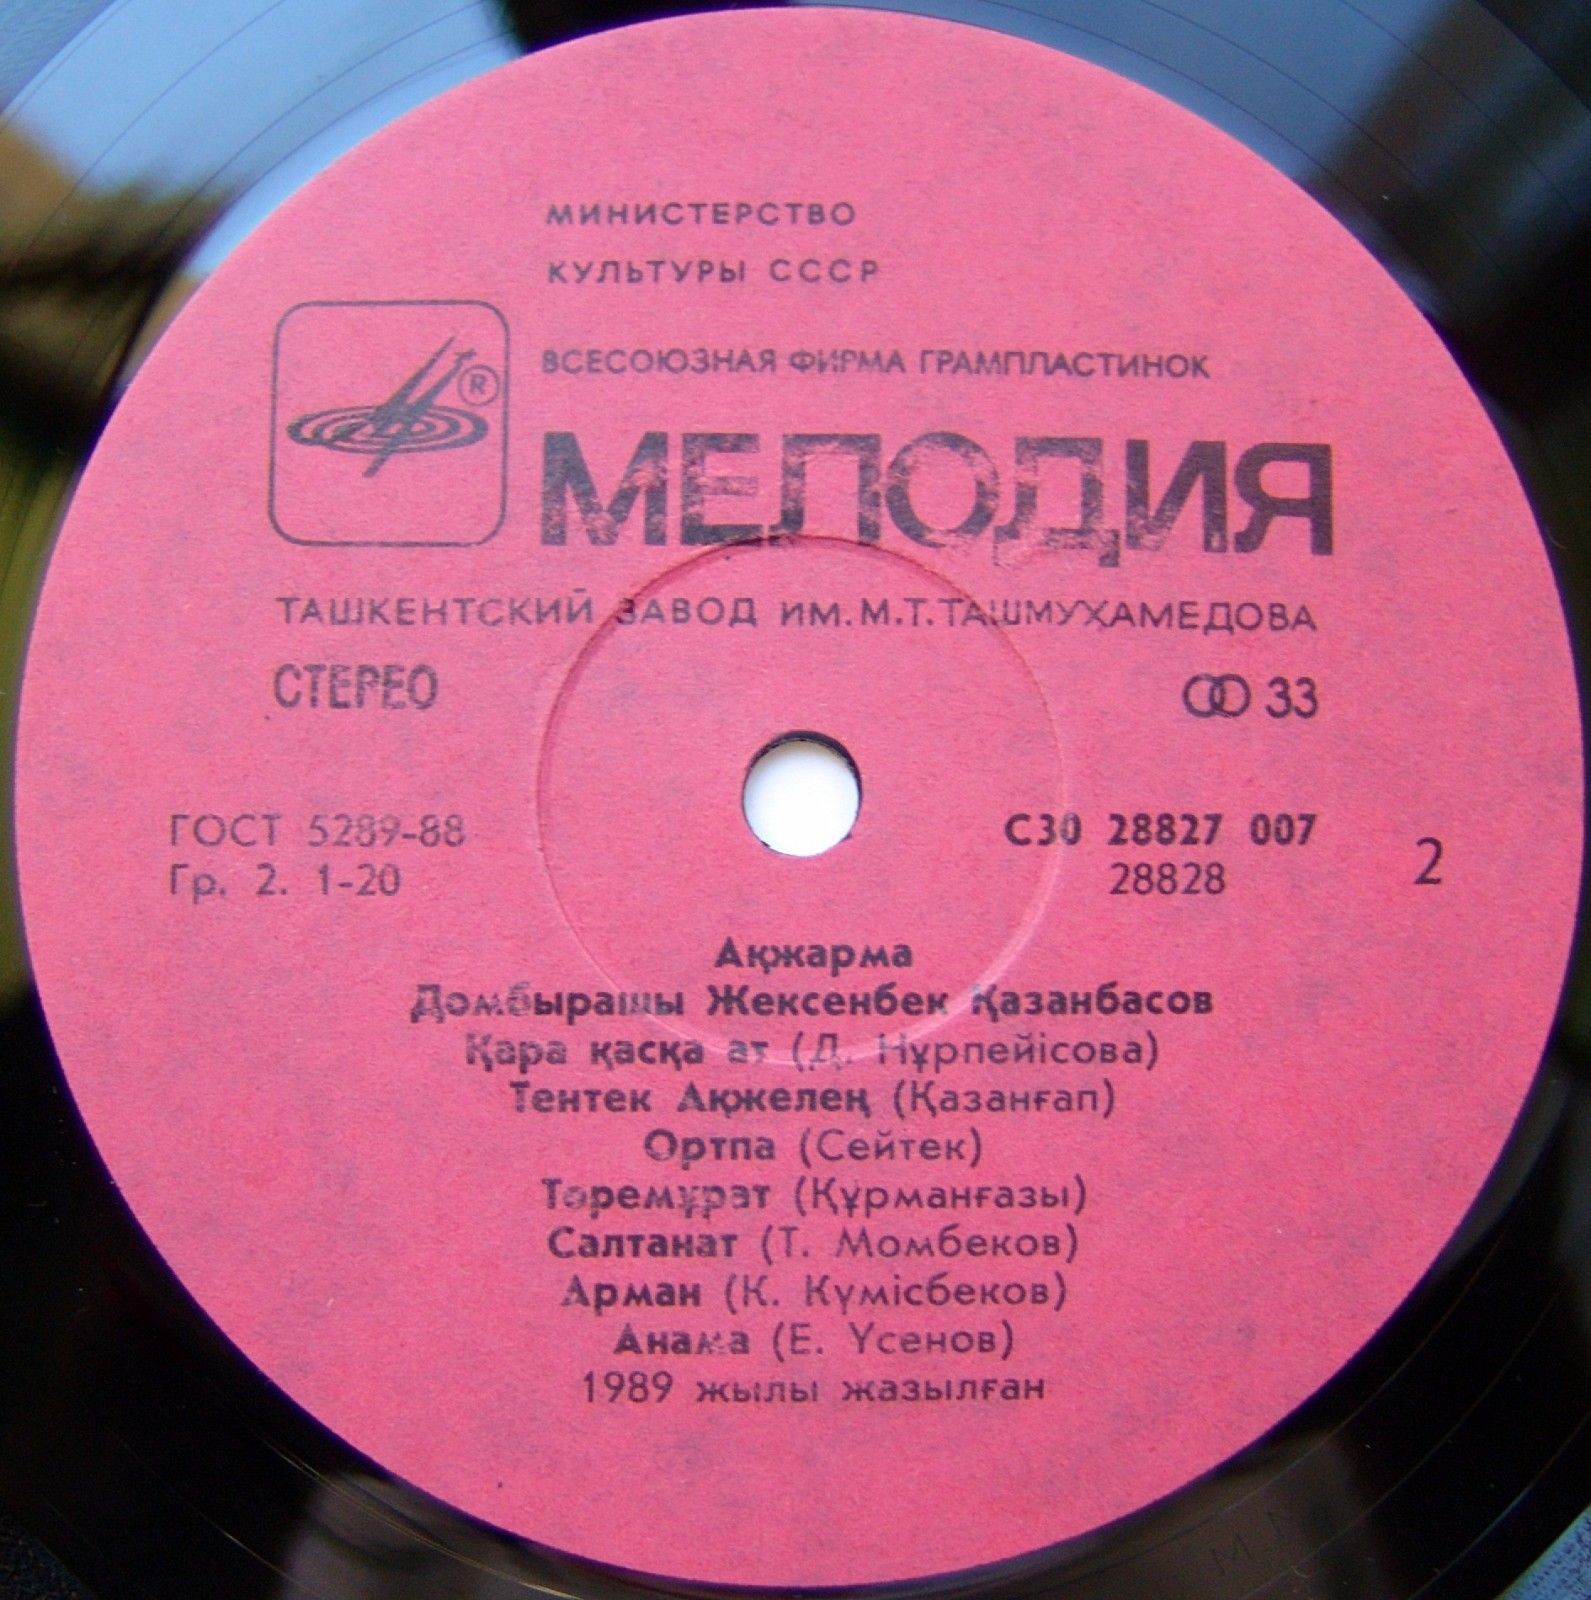 МИНИСТЕРСТВО
КУЛЬТУРЫ СССР
ВСЕСОЮЗНАЯ ФИРМА ГРАМПЛАСТИНОК
®
МЕЛОДИЯ
ТАШКЕНТСКИЙ ЗАВОД ИМ. М.Т. ТАШМУХАМЕДОВА
СТЕРЕО 33
ГОСТ 5289-88 С30 28827 007
Гр. 2. 1-20 28828 2
Ақжарма
Домбырашы Жексенбек Қазанбасов
Қара қасқа ат (Д. Нұрпейісова)
Тентек Ақжелең (Қазанғап)
Ортпа (Сейтек)
Төремұрат (Құрманғазы)
Салтанат (Т. Момбеков)
Арман (К. Күмісбеков)
Анама (Е. Үсенов)
1989 жылы жазылған